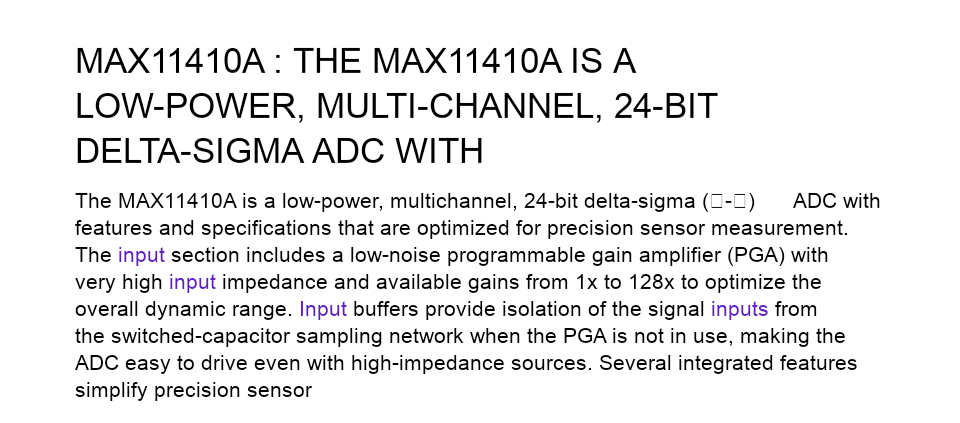 MAX11410A : THE MAX11410A IS A
LOW-POWER, MULTI-CHANNEL, 24-BIT
DELTA-SIGMA ADC WITH
The MAX11410A is a low-power, multichannel, 24-bit delta-sigma (□-□) ADC with
features and specifications that are optimized for precision sensor measurement.
The input section includes a low-noise programmable gain amplifier (PGA) with
very high input impedance and available gains from 1x to 128x to optimize the
overall dynamic range. Input buffers provide isolation of the signal inputs from
the switched-capacitor sampling network when the PGA is not in use, making the
ADC easy to drive even with high-impedance sources. Several integrated features
simplify precision sensor